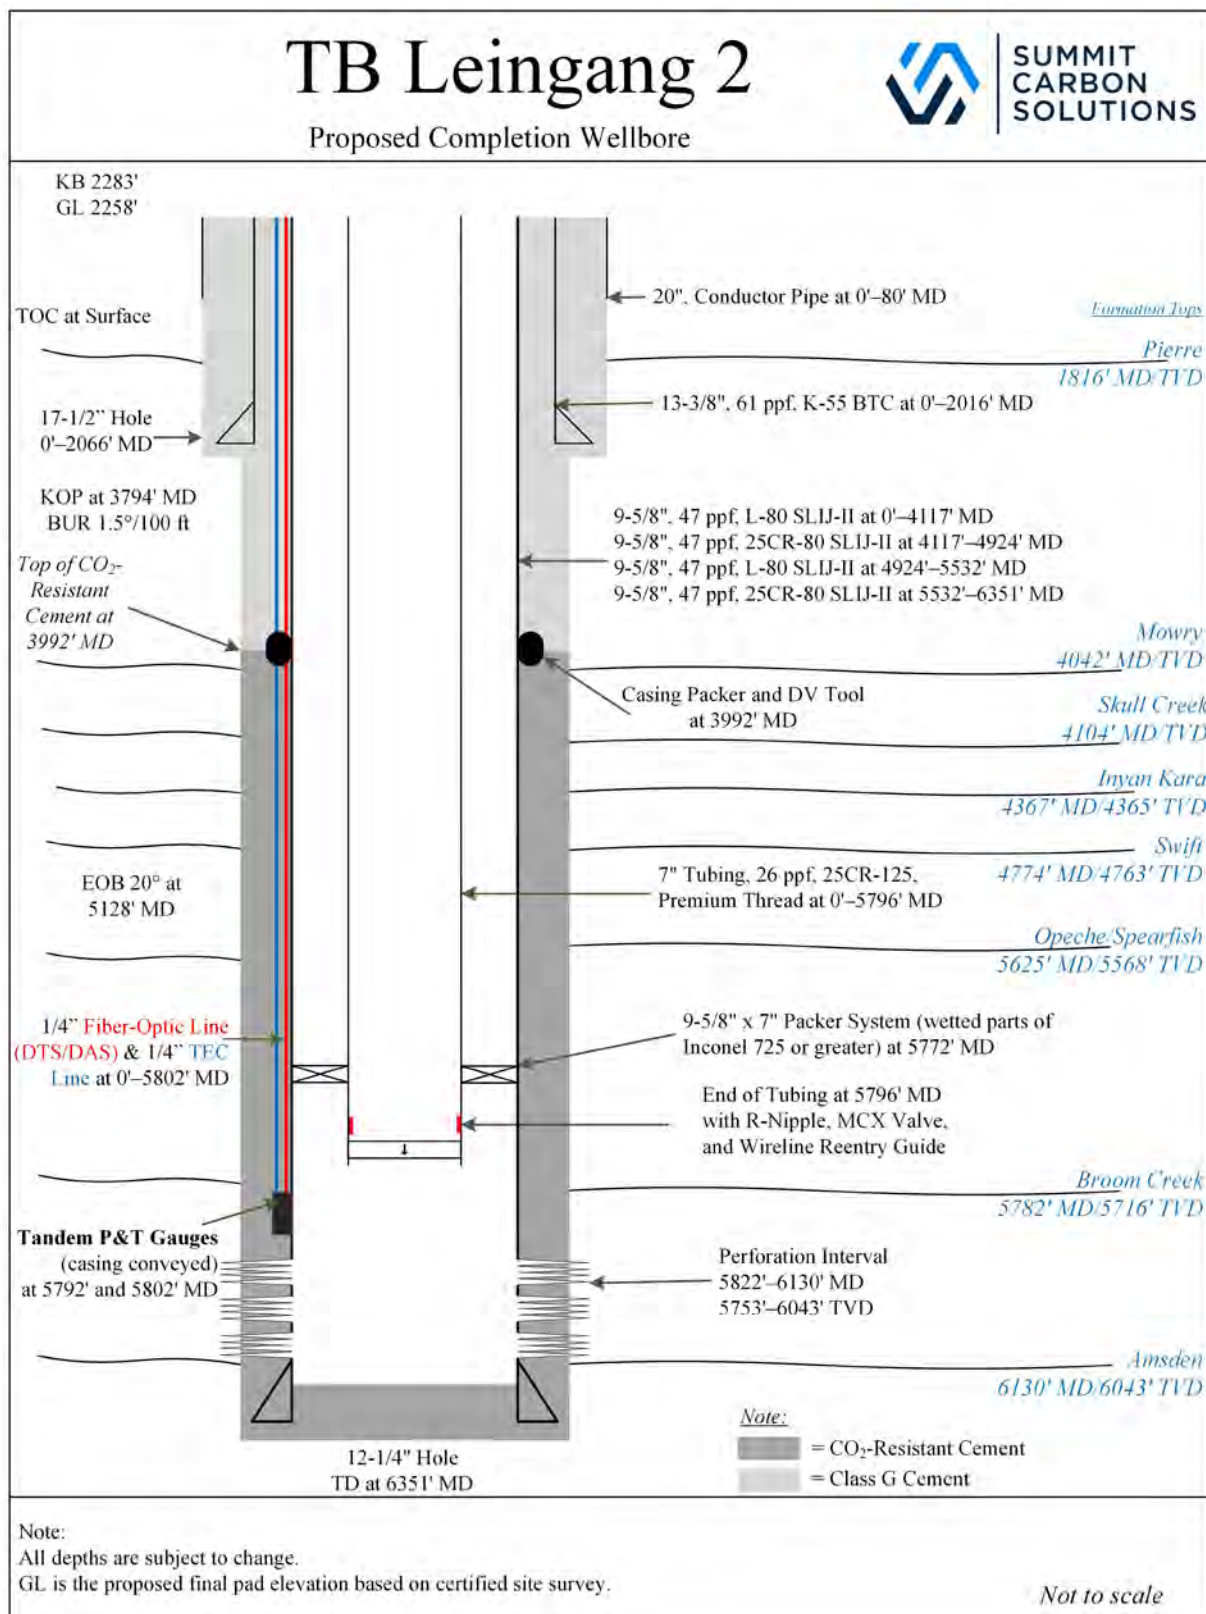 TB Leingang 2
Proposed Completion Wellbore
SUMMIT
CARBON
SOLUTIONS
KB 2283'
GL 2258'
TOC at Surface
17-1/2" Hole
0'–2066' MD
KOP at 3794' MD
BUR 1.5°/100 ft
Top of CO₂-
Resistant
Cement at
3992' MD
EOB 20° at
5128' MD
1/4" Fiber-Optic Line
(DTS/DAS) & 1/4" TEC
Line at 0'–5802' MD
Tandem P&T Gauges
(casing conveyed)
at 5792' and 5802' MD
20", Conductor Pipe at 0'–80' MD
13-3/8", 61 ppf, K-55 BTC at 0'–2016' MD
9-5/8", 47 ppf, L-80 SLIJ-II at 0'–4117' MD
9-5/8", 47 ppf, 25CR-80 SLIJ-II at 4117'–4924' MD
9-5/8", 47 ppf, L-80 SLIJ-II at 4924'–5532' MD
9-5/8", 47 ppf, 25CR-80 SLIJ-II at 5532'–6351' MD
Casing Packer and DV Tool
at 3992' MD
7" Tubing, 26 ppf, 25CR-125,
Premium Thread at 0'–5796' MD
9-5/8" x 7" Packer System (wetted parts of
Inconel 725 or greater) at 5772' MD
End of Tubing at 5796' MD
with R-Nipple, MCX Valve,
and Wireline Reentry Guide
Perforation Interval
5822'–6130' MD
5753'–6043' TVD
Formation Tops
Pierre
1816' MD/TVD
Mowry
4042' MD/TVD
Skull Creek
4104' MD/TVD
Inyan Kara
4367' MD/4365' TVD
Swift
4774' MD/4763' TVD
Opeche/Spearfish
5625' MD/5568' TVD
Broom Creek
5782' MD/5716' TVD
Amsden
6130' MD/6043' TVD
12-1/4" Hole
TD at 6351' MD
Note:
= CO₂-Resistant Cement
= Class G Cement
Note:
All depths are subject to change.
GL is the proposed final pad elevation based on certified site survey.
Not to scale